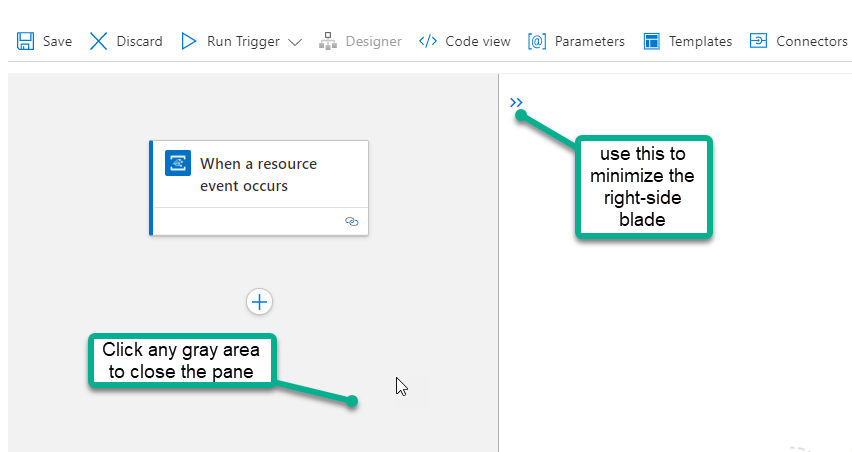 Save Discard Run Trigger Designer </> Code view [@] Parameters Templates Connectors
When a resource
event occurs
use this to
minimize the
right-side
blade
Click any gray area
to close the pane